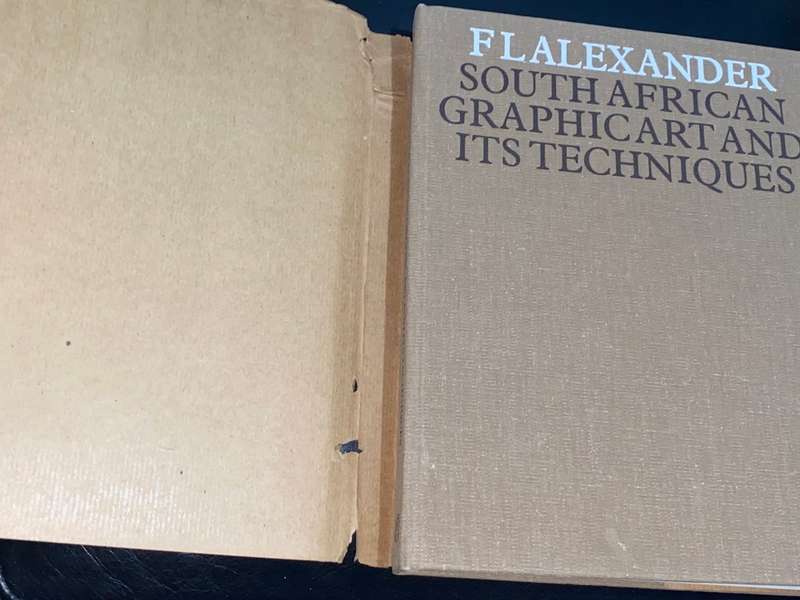 F L ALEXANDER
SOUTH AFRICAN
GRAPHIC ART AND
ITS TECHNIQUES